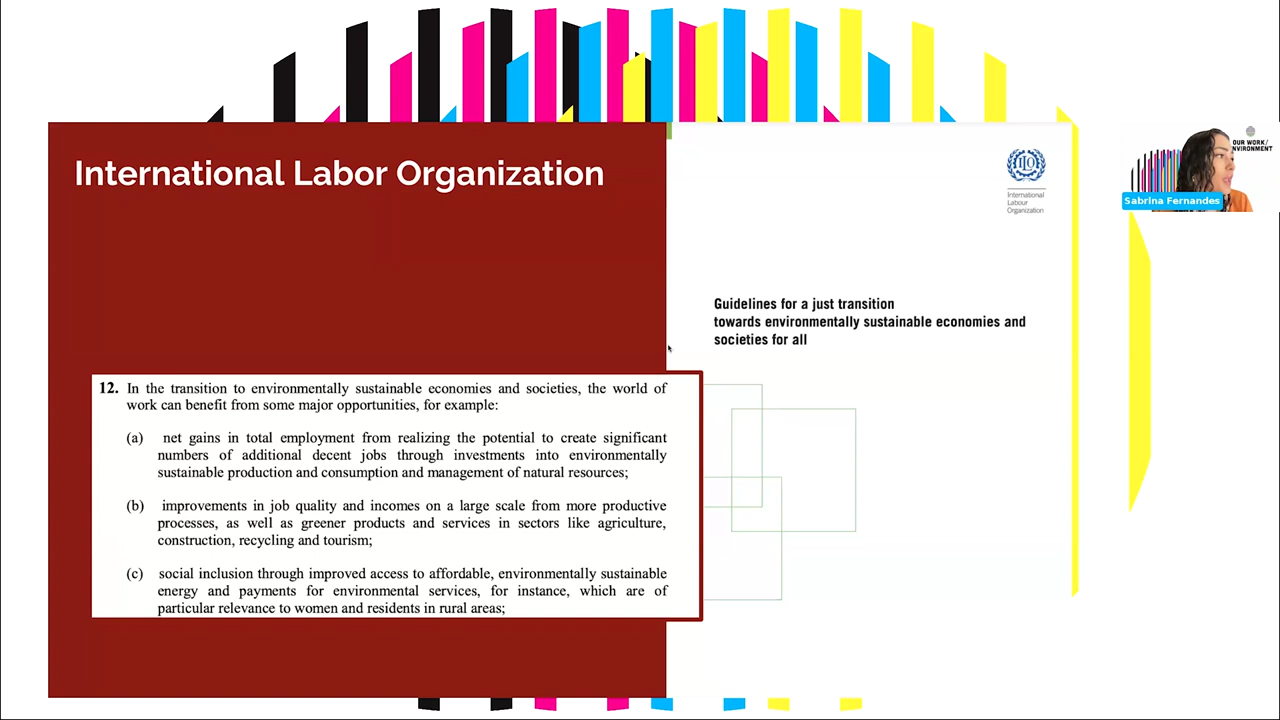 International Labor Organization
12. In the transition to environmentally sustainable economies and societies, the world of
work can benefit from some major opportunities, for example:
(a) net gains in total employment from realizing the potential to create significant
numbers of additional decent jobs through investments into environmentally
sustainable production and consumption and management of natural resources;
(b) improvements in job quality and incomes on a large scale from more productive
processes, as well as greener products and services in sectors like agriculture,
construction, recycling and tourism;
(c) social inclusion through improved access to affordable, environmentally sustainable
energy and payments for environmental services, for instance, which are of
particular relevance to women and residents in rural areas;
International
Labour
Organization
Guidelines for a just transition
towards environmentally sustainable economies and
societies for all
OUR WORK/
NVIRONMENT
Sabrina Fernandes